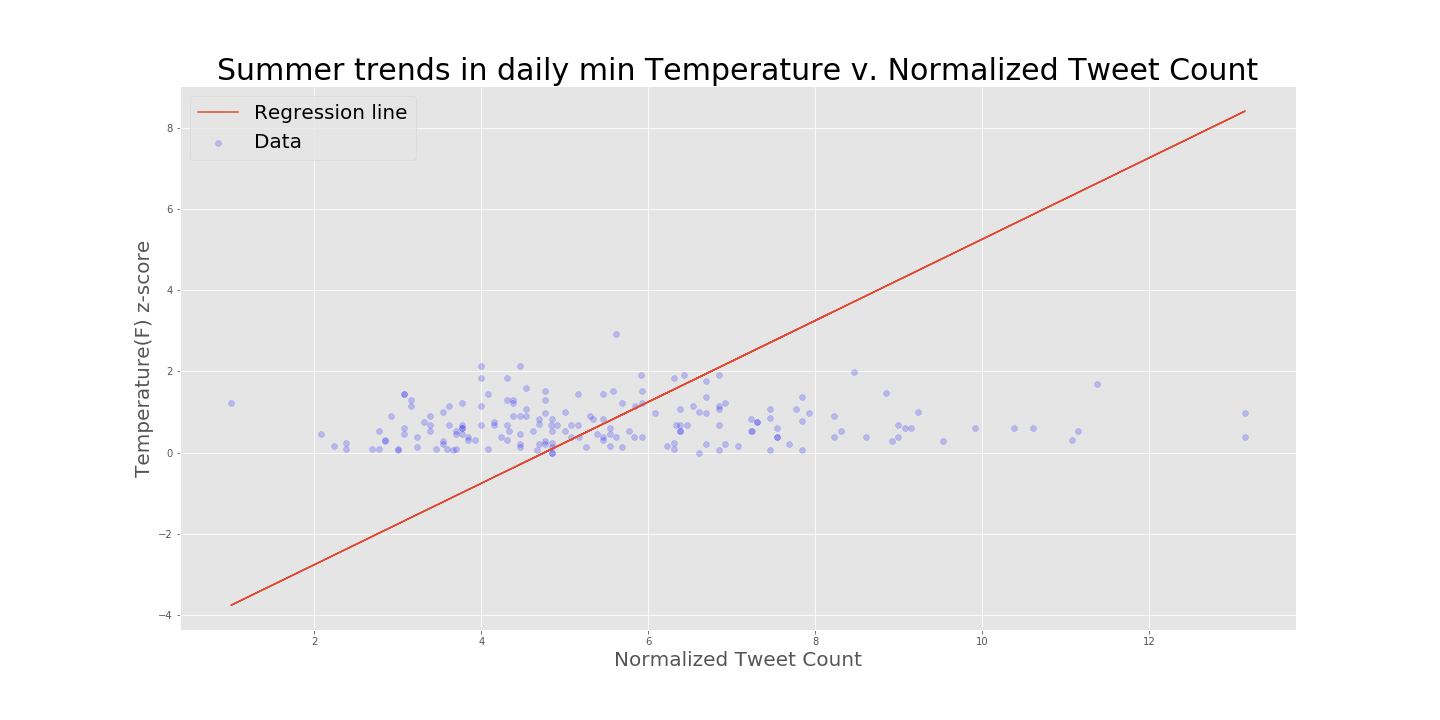 Summer trends in daily min Temperature v. Normalized Tweet Count
Regression line
Data
8
6
4
2
0
−2
−4
Temperature(F) z-score
2
4
6
8
10
12
Normalized Tweet Count